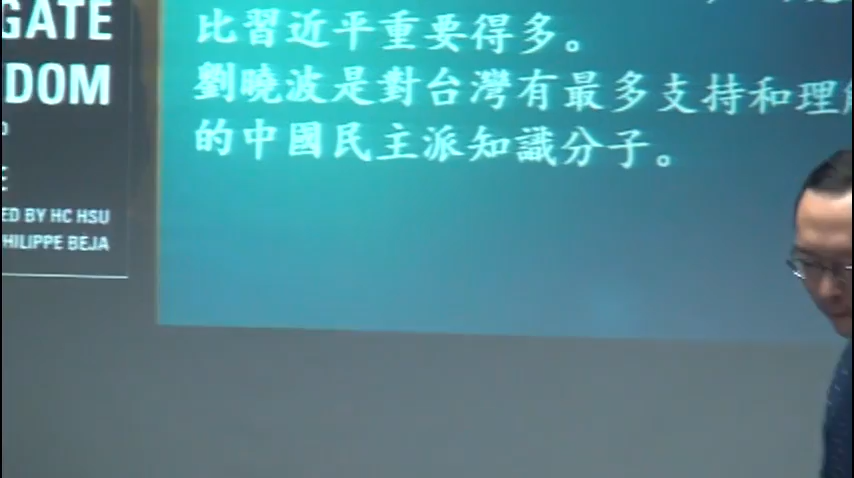 GATE
DOM
ED BY HC HSU
HILIPPE BÉJA
比習近平重要得多。
劉曉波是對台灣有最多支持和理解
的中國民主派知識分子。